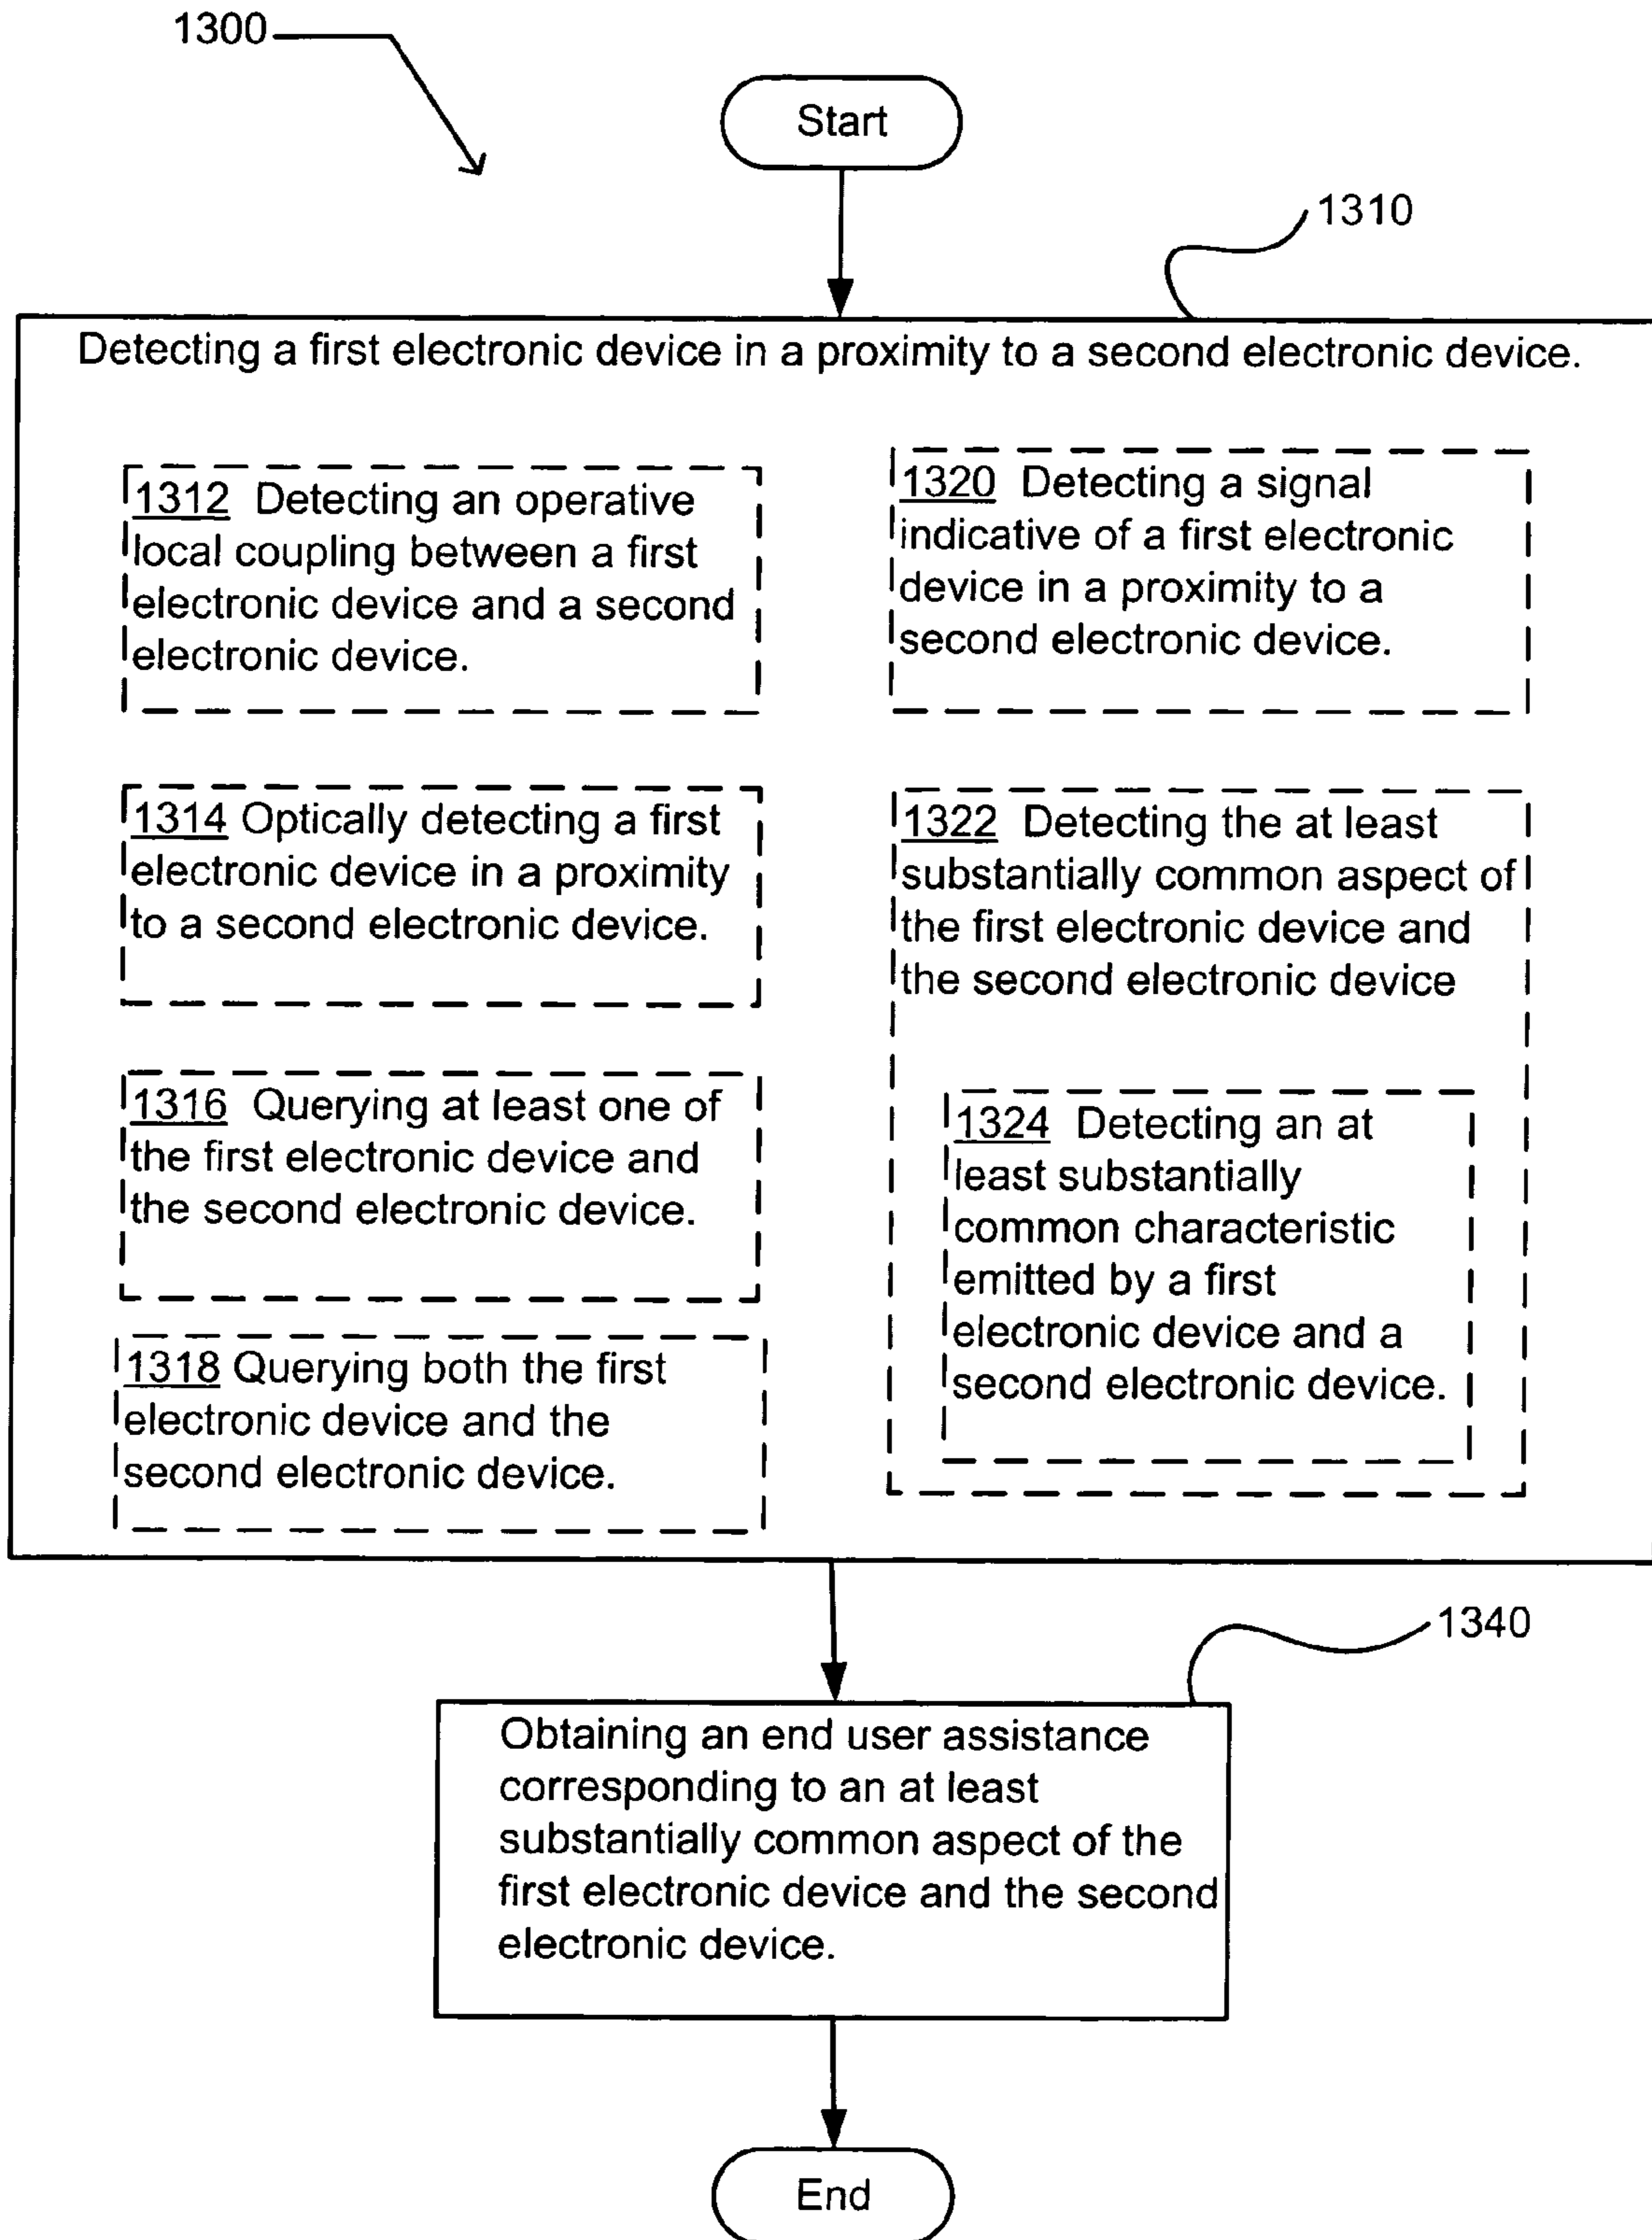 1300
Start
1310
Detecting a first electronic device in a proximity to a second electronic device.
1312 Detecting an operative
local coupling between a first
electronic device and a second
electronic device.
1314 Optically detecting a first
electronic device in a proximity
to a second electronic device.
1316 Querying at least one of
the first electronic device and
the second electronic device.
1318 Querying both the first
electronic device and the
second electronic device.
1320 Detecting a signal
indicative of a first electronic
device in a proximity to a
second electronic device.
1322 Detecting the at least
substantially common aspect of
the first electronic device and
the second electronic device
1324 Detecting an at
least substantially
common characteristic
emitted by a first
electronic device and a
second electronic device.
1340
Obtaining an end user assistance
corresponding to an at least
substantially common aspect of the
first electronic device and the second
electronic device.
End